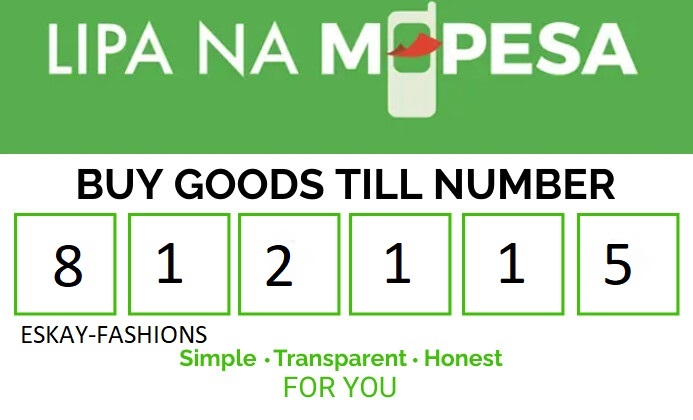 LIPA NA M-PESA
BUY GOODS TILL NUMBER
8 1 2 1 1 5
ESKAY-FASHIONS
Simple • Transparent • Honest
FOR YOU